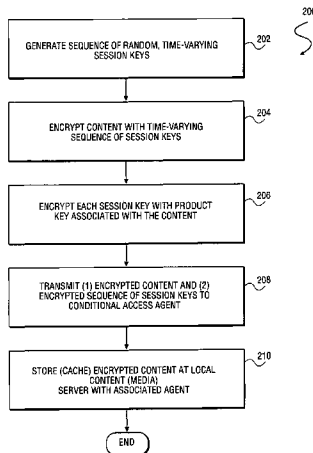 200
GENERATE SEQUENCE OF RANDOM, TIME-VARYING
SESSION KEYS
202
ENCRYPT CONTENT WITH TIME-VARYING
SEQUENCE OF SESSION KEYS
204
ENCRYPT EACH SESSION KEY WITH PRODUCT
KEY ASSOCIATED WITH THE CONTENT
206
TRANSMIT (1) ENCRYPTED CONTENT AND (2)
ENCRYPTED SEQUENCE OF SESSION KEYS TO
CONDITIONAL ACCESS AGENT
208
STORE (CACHE) ENCRYPTED CONTENT AT LOCAL
CONTENT (MEDIA)
SERVER WITH ASSOCIATED AGENT
210
END